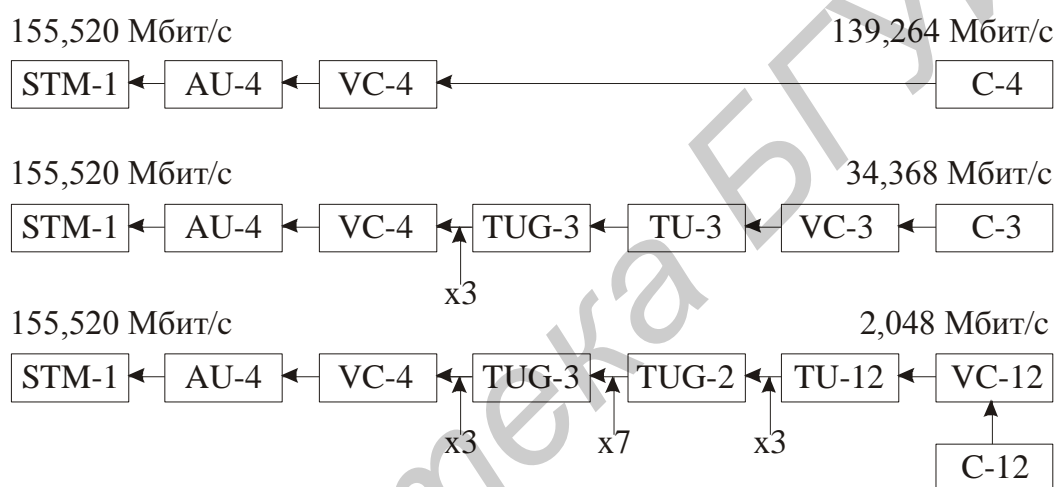 155,520 Мбит/с 139,264 Мбит/с
STM-1 AU-4 VC-4 C-4
155,520 Мбит/с 34,368 Мбит/с
STM-1 AU-4 VC-4 TUG-3 TU-3 VC-3 C-3
x3
155,520 Мбит/с 2,048 Мбит/с
STM-1 AU-4 VC-4 TUG-3 TUG-2 TU-12 VC-12
x3 x7 x3
C-12